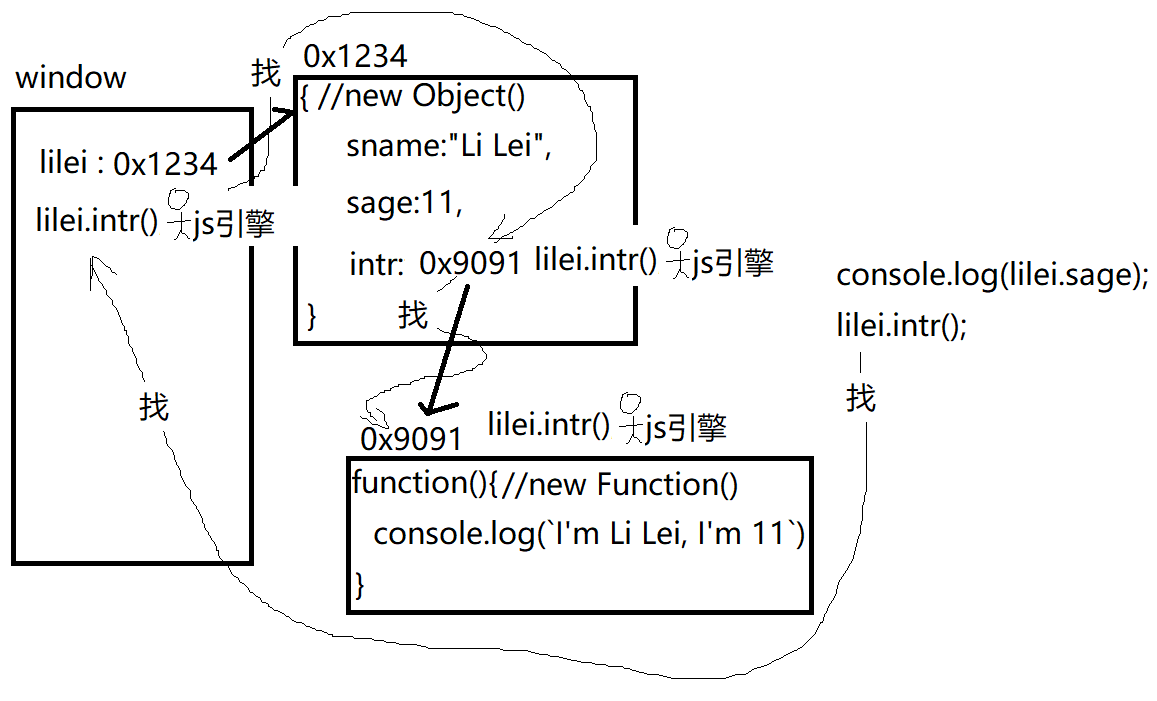 window
lilei : 0x1234
lilei.intr() js引擎
找
0x1234
{ //new Object()
sname:"Li Lei",
sage:11,
intr: 0x9091 lilei.intr() js引擎
}
找
找
0x9091 lilei.intr() js引擎
function(){//new Function()
console.log(`I'm Li Lei, I'm 11`)
}
console.log(lilei.sage);
lilei.intr();
找